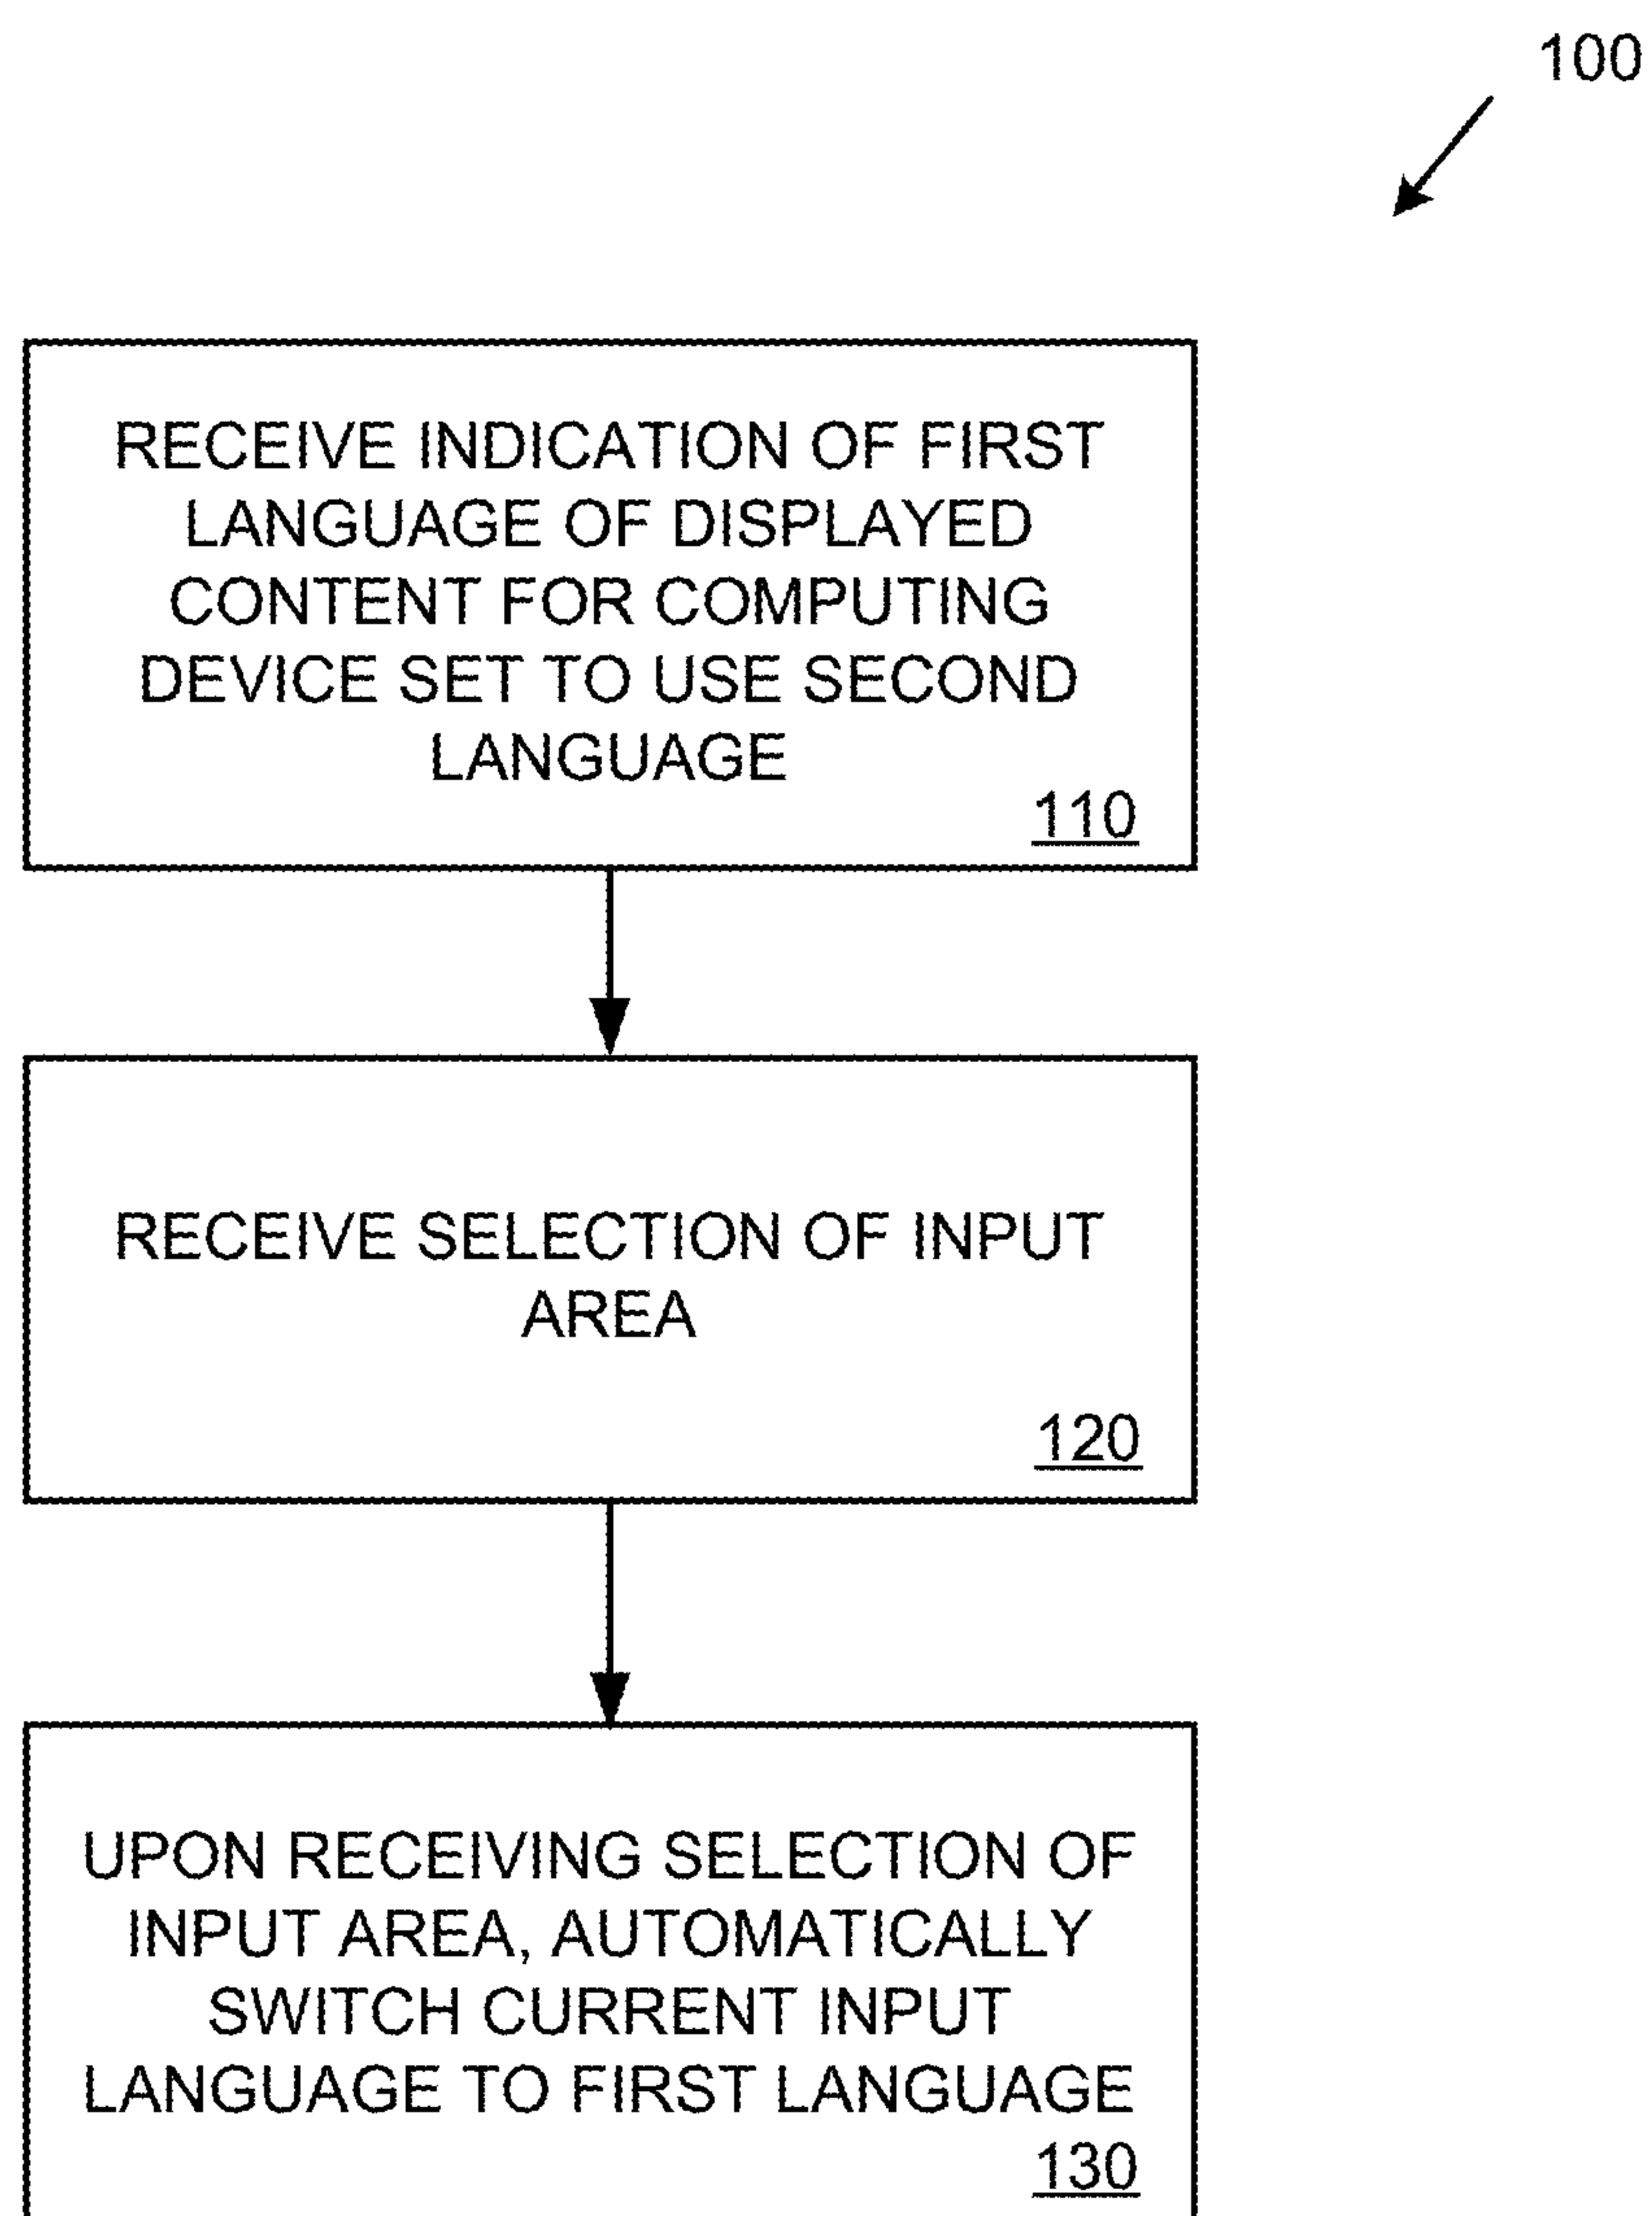 100
RECEIVE INDICATION OF FIRST
LANGUAGE OF DISPLAYED
CONTENT FOR COMPUTING
DEVICE SET TO USE SECOND
LANGUAGE
110
RECEIVE SELECTION OF INPUT
AREA
120
UPON RECEIVING SELECTION OF
INPUT AREA, AUTOMATICALLY
SWITCH CURRENT INPUT
LANGUAGE TO FIRST LANGUAGE
130